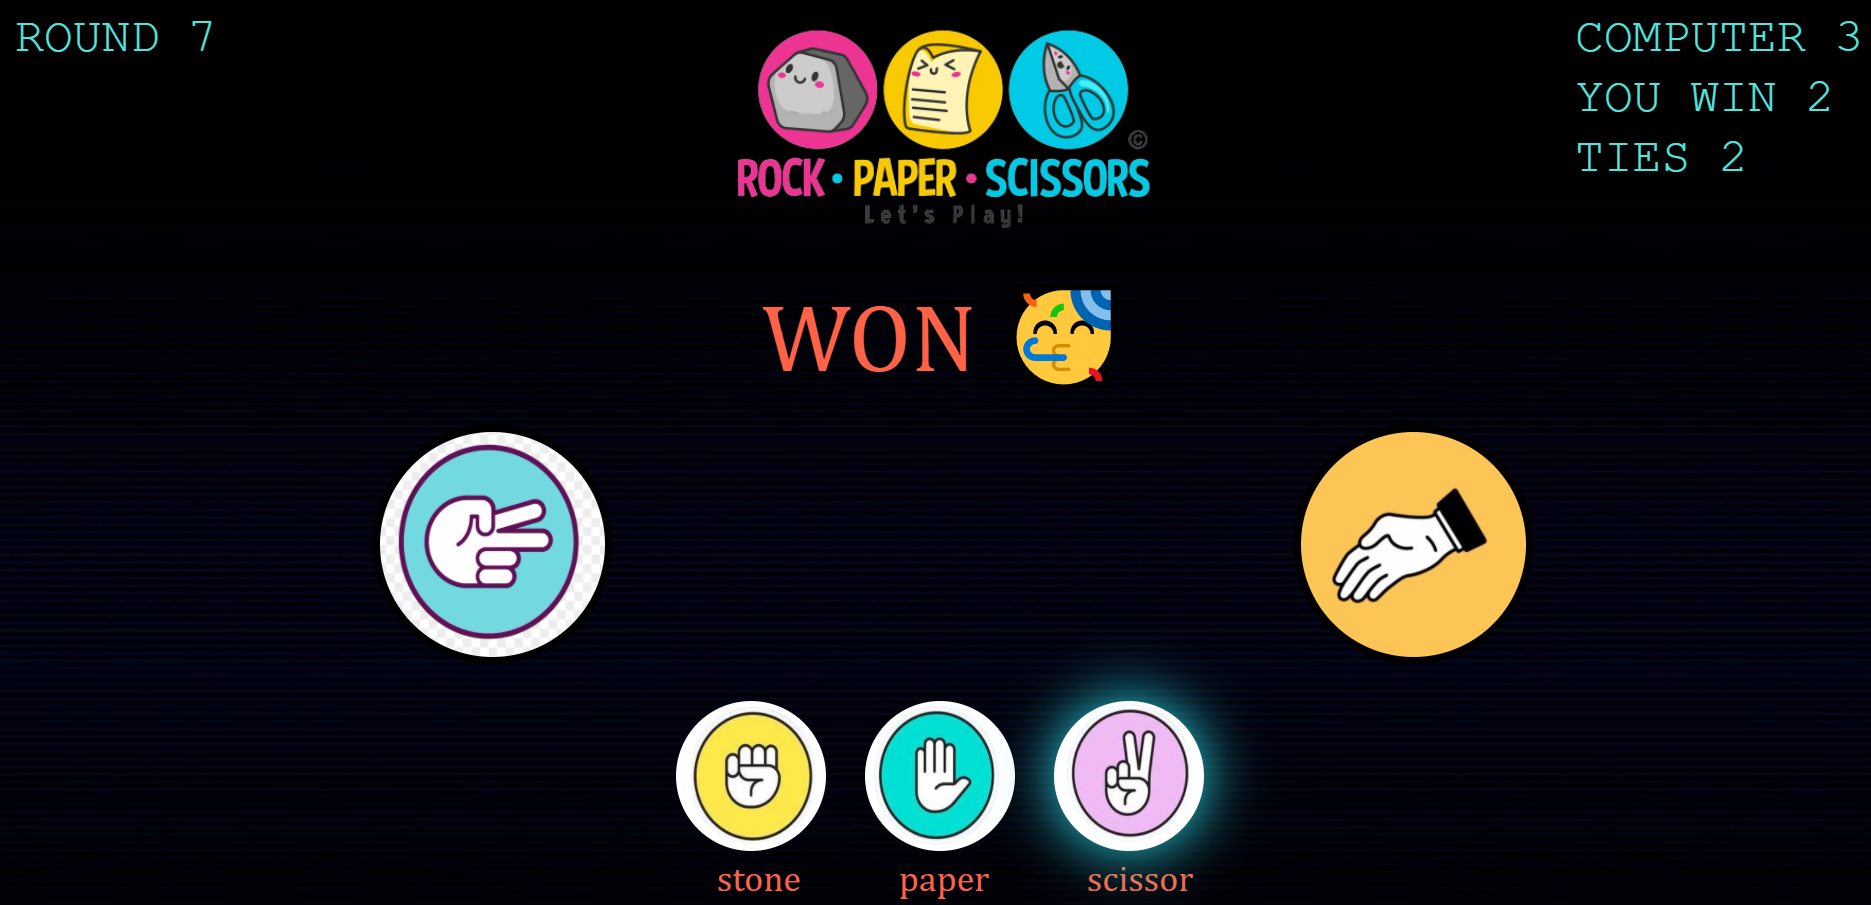 ROUND 7
COMPUTER 3
YOU WIN 2
TIES 2
©
ROCK • PAPER • SCISSORS
Let's Play!
WON
stone
paper
scissor